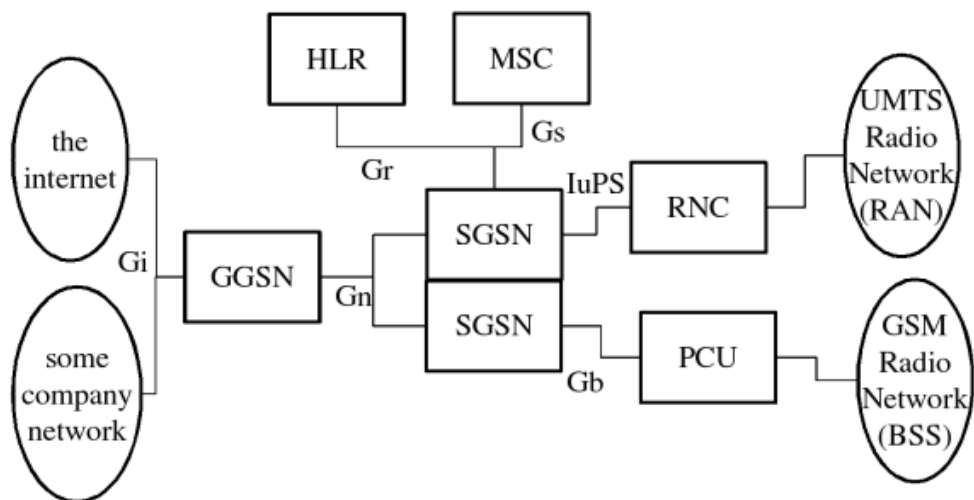 HLR
MSC
the
internet
Gr
Gs
IuPS
UMTS
Radio
Network
(RAN)
RNC
SGSN
Gi
GGSN
Gn
SGSN
Gb
PCU
GSM
Radio
Network
(BSS)
some
company
network